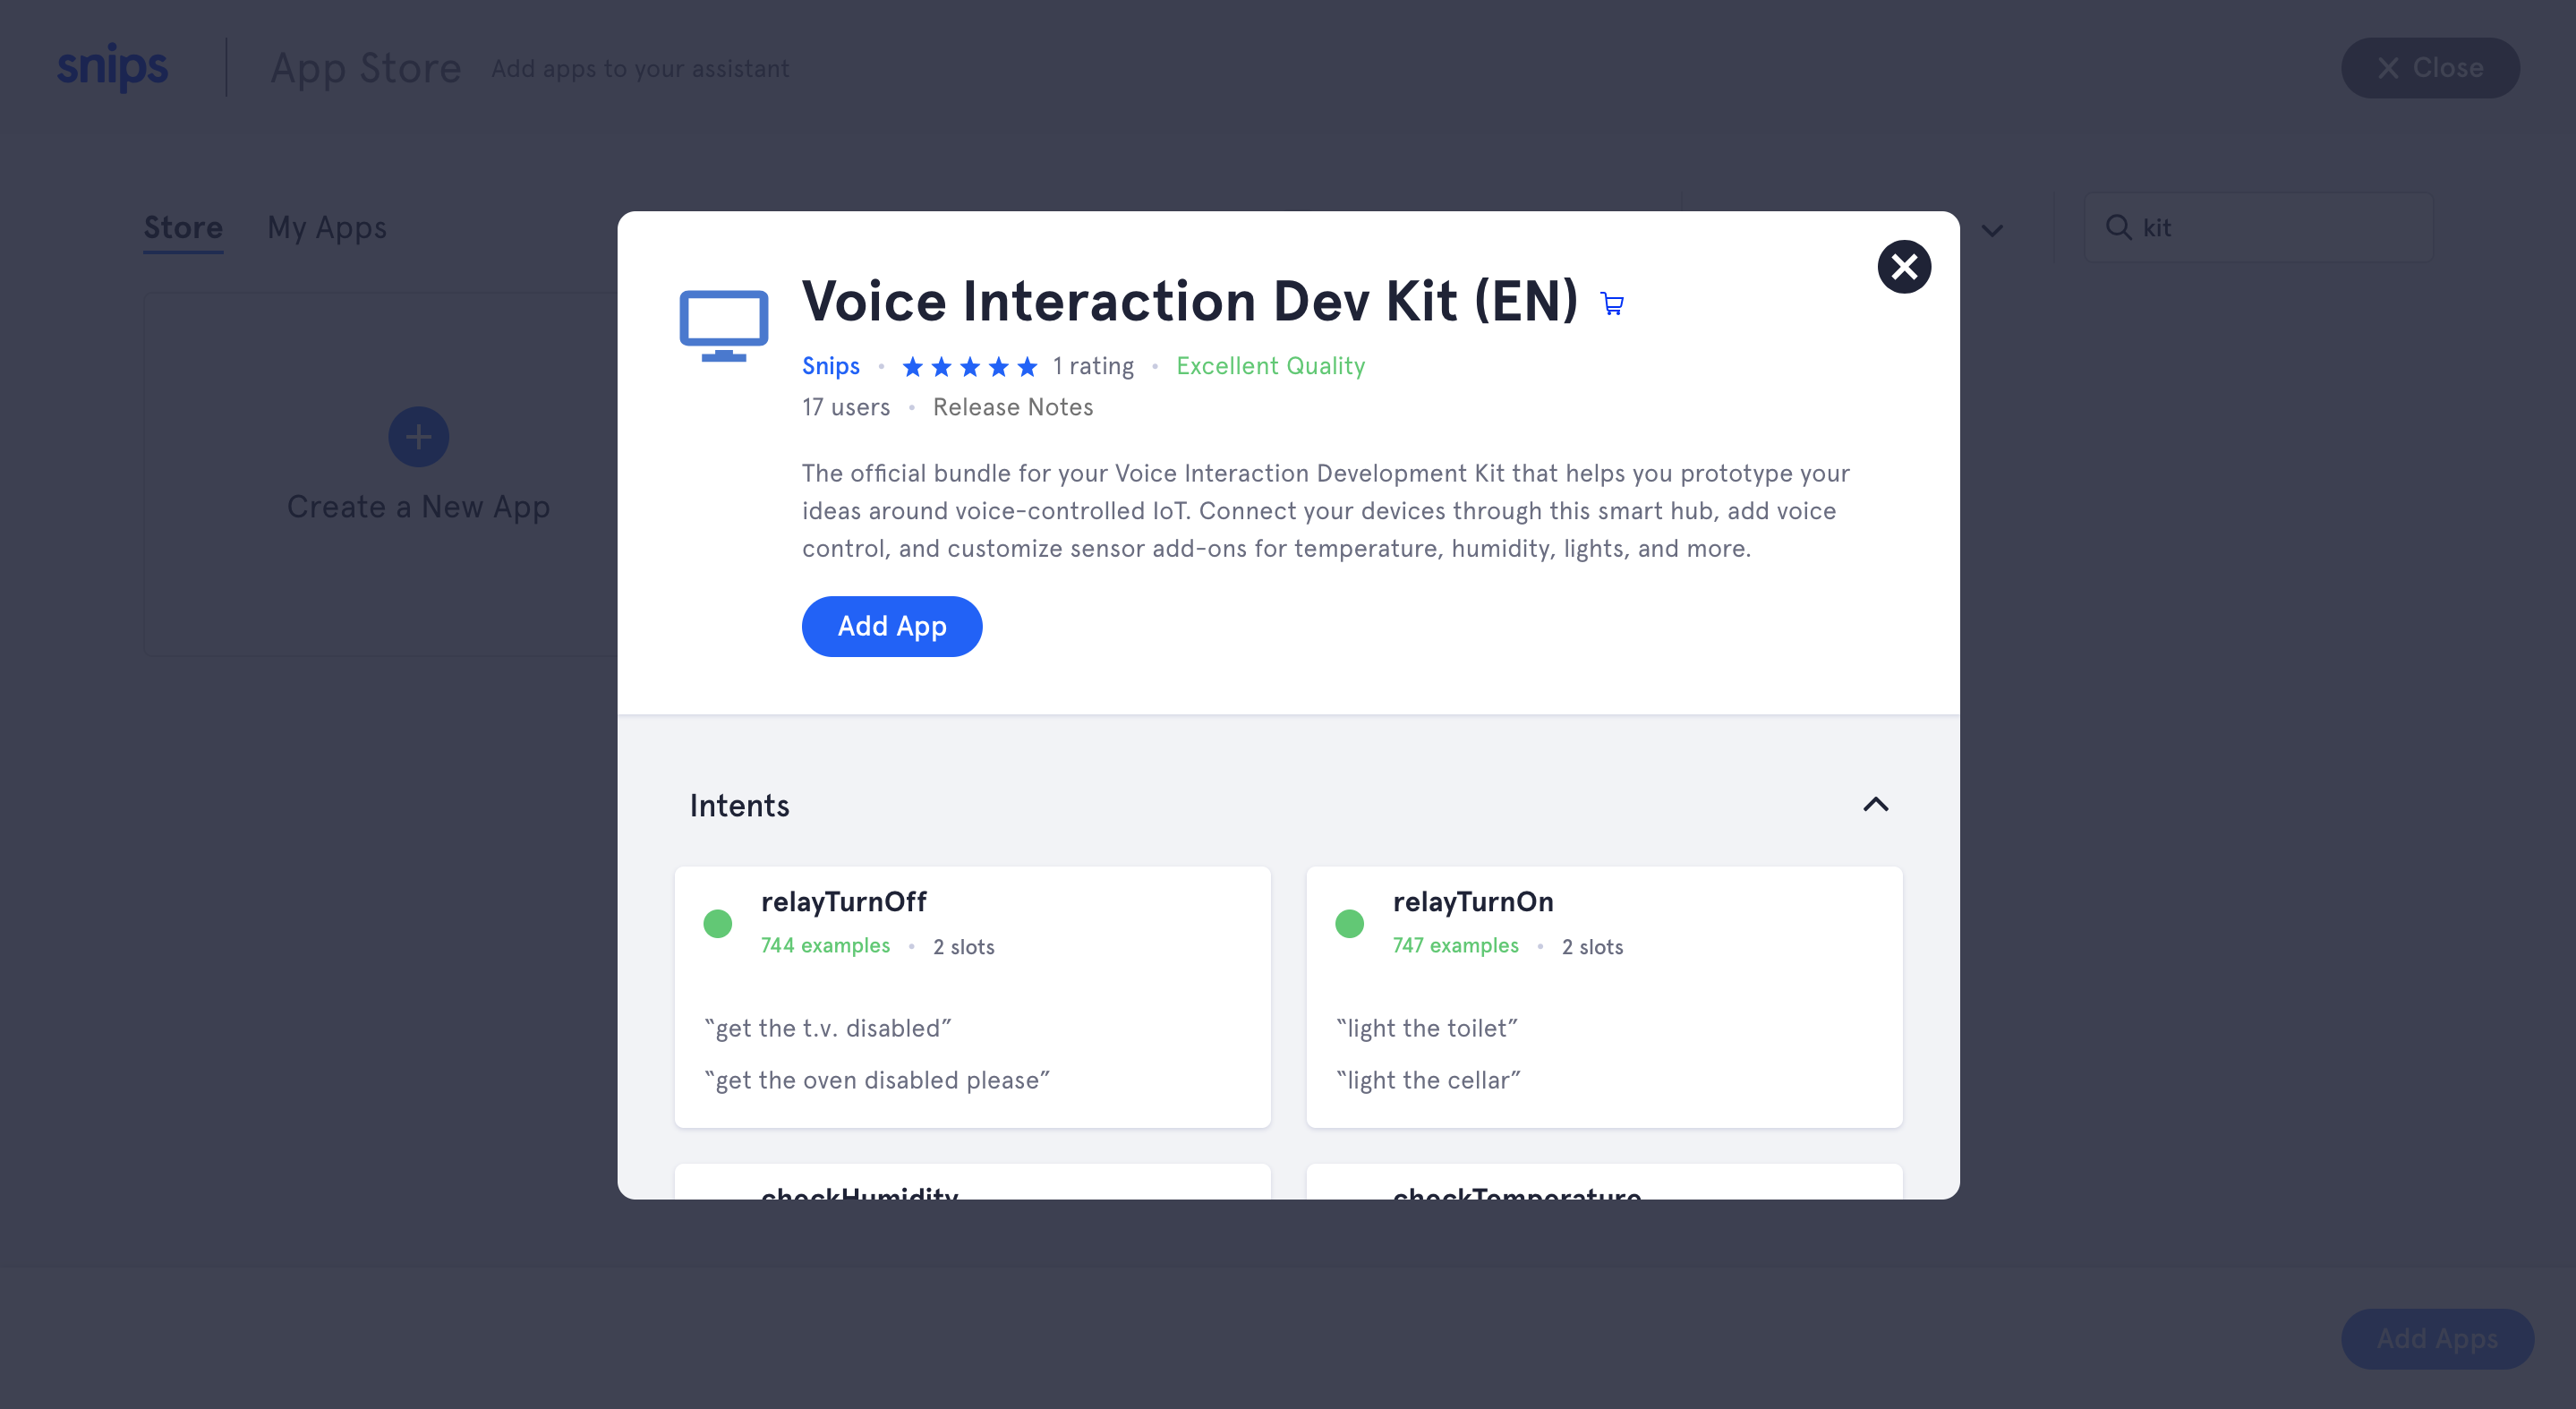 snips
App Store
Add apps to your assistant
Close
Store
My Apps
kit
Create a New App
Voice Interaction Dev Kit (EN)
Snips • 1 rating • Excellent Quality
17 users • Release Notes
The official bundle for your Voice Interaction Development Kit that helps you prototype your
ideas around voice-controlled IoT. Connect your devices through this smart hub, add voice
control, and customize sensor add-ons for temperature, humidity, lights, and more.
Add App
Intents
relayTurnOff
744 examples • 2 slots
“get the t.v. disabled”
“get the oven disabled please”
relayTurnOn
747 examples • 2 slots
“light the toilet”
“light the cellar”
checkHumidity
checkTemperature
Add Apps